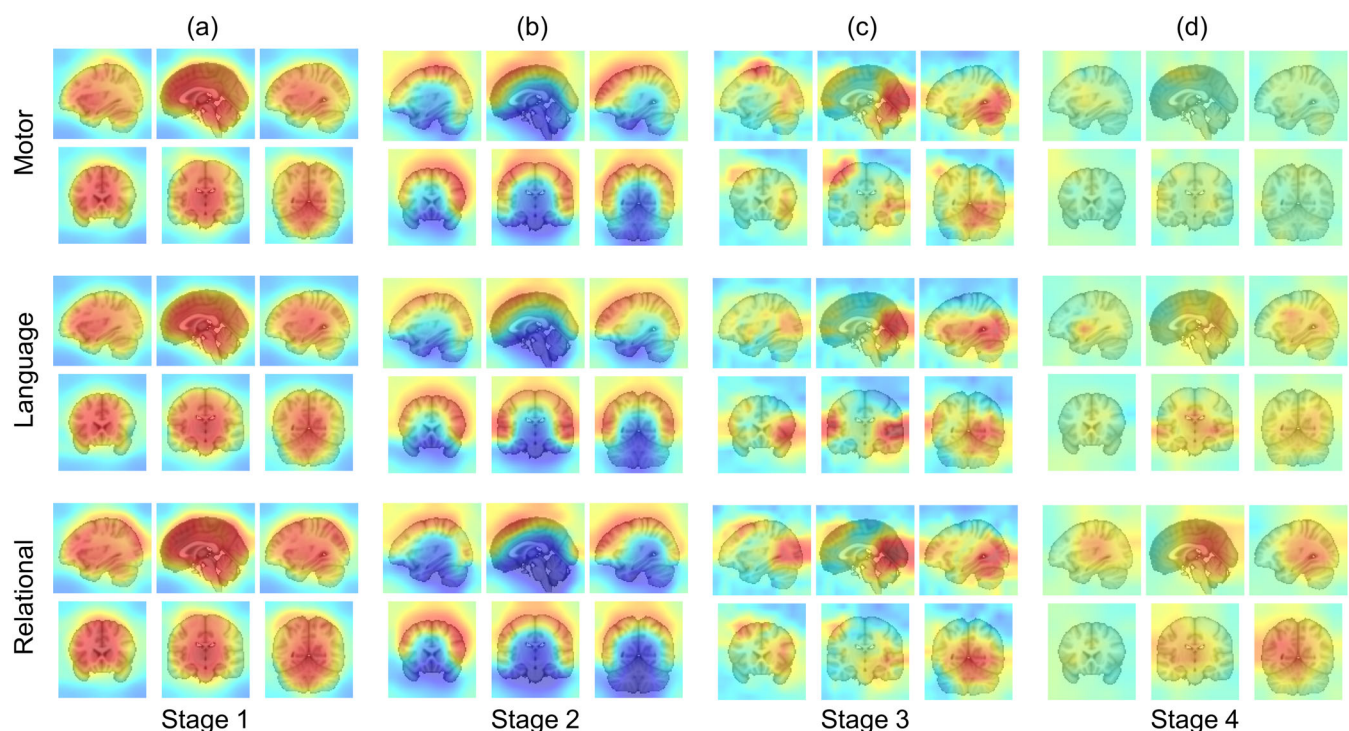 (a) (b) (c) (d)
Motor
Language
Relational
Stage 1 Stage 2 Stage 3 Stage 4